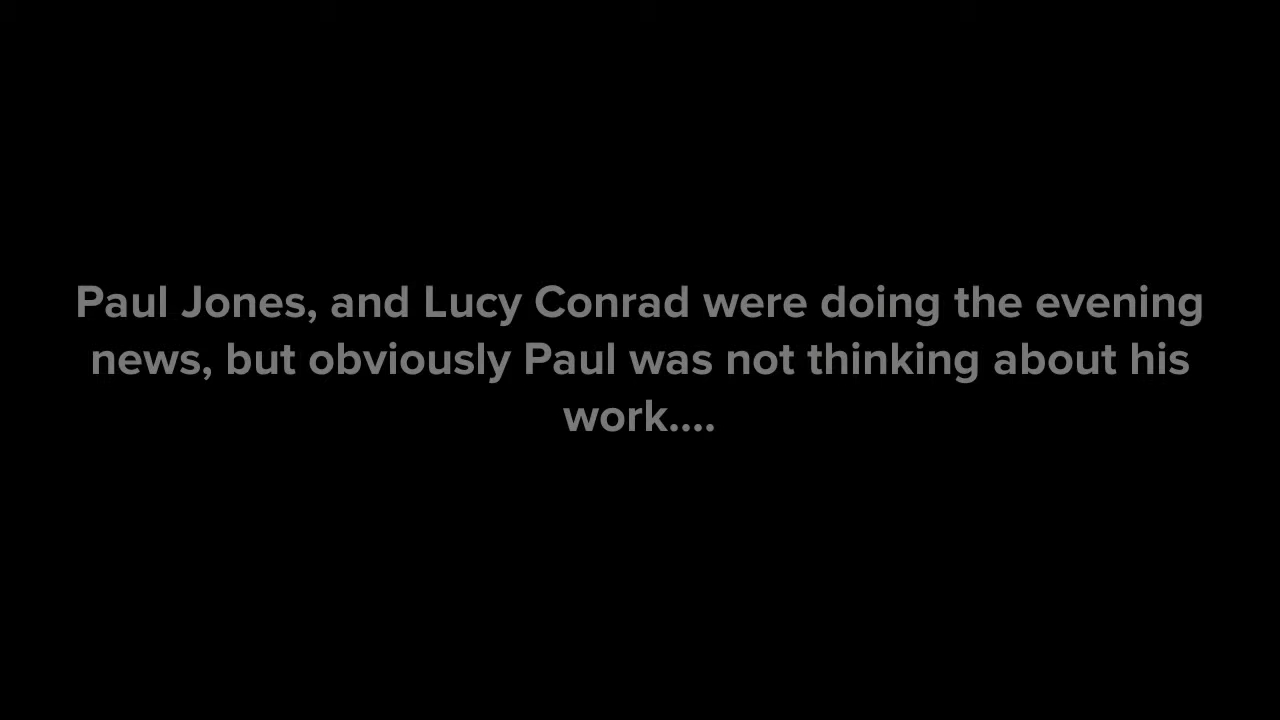 Paul Jones, and Lucy Conrad were doing the evening
news, but obviously Paul was not thinking about his
work....